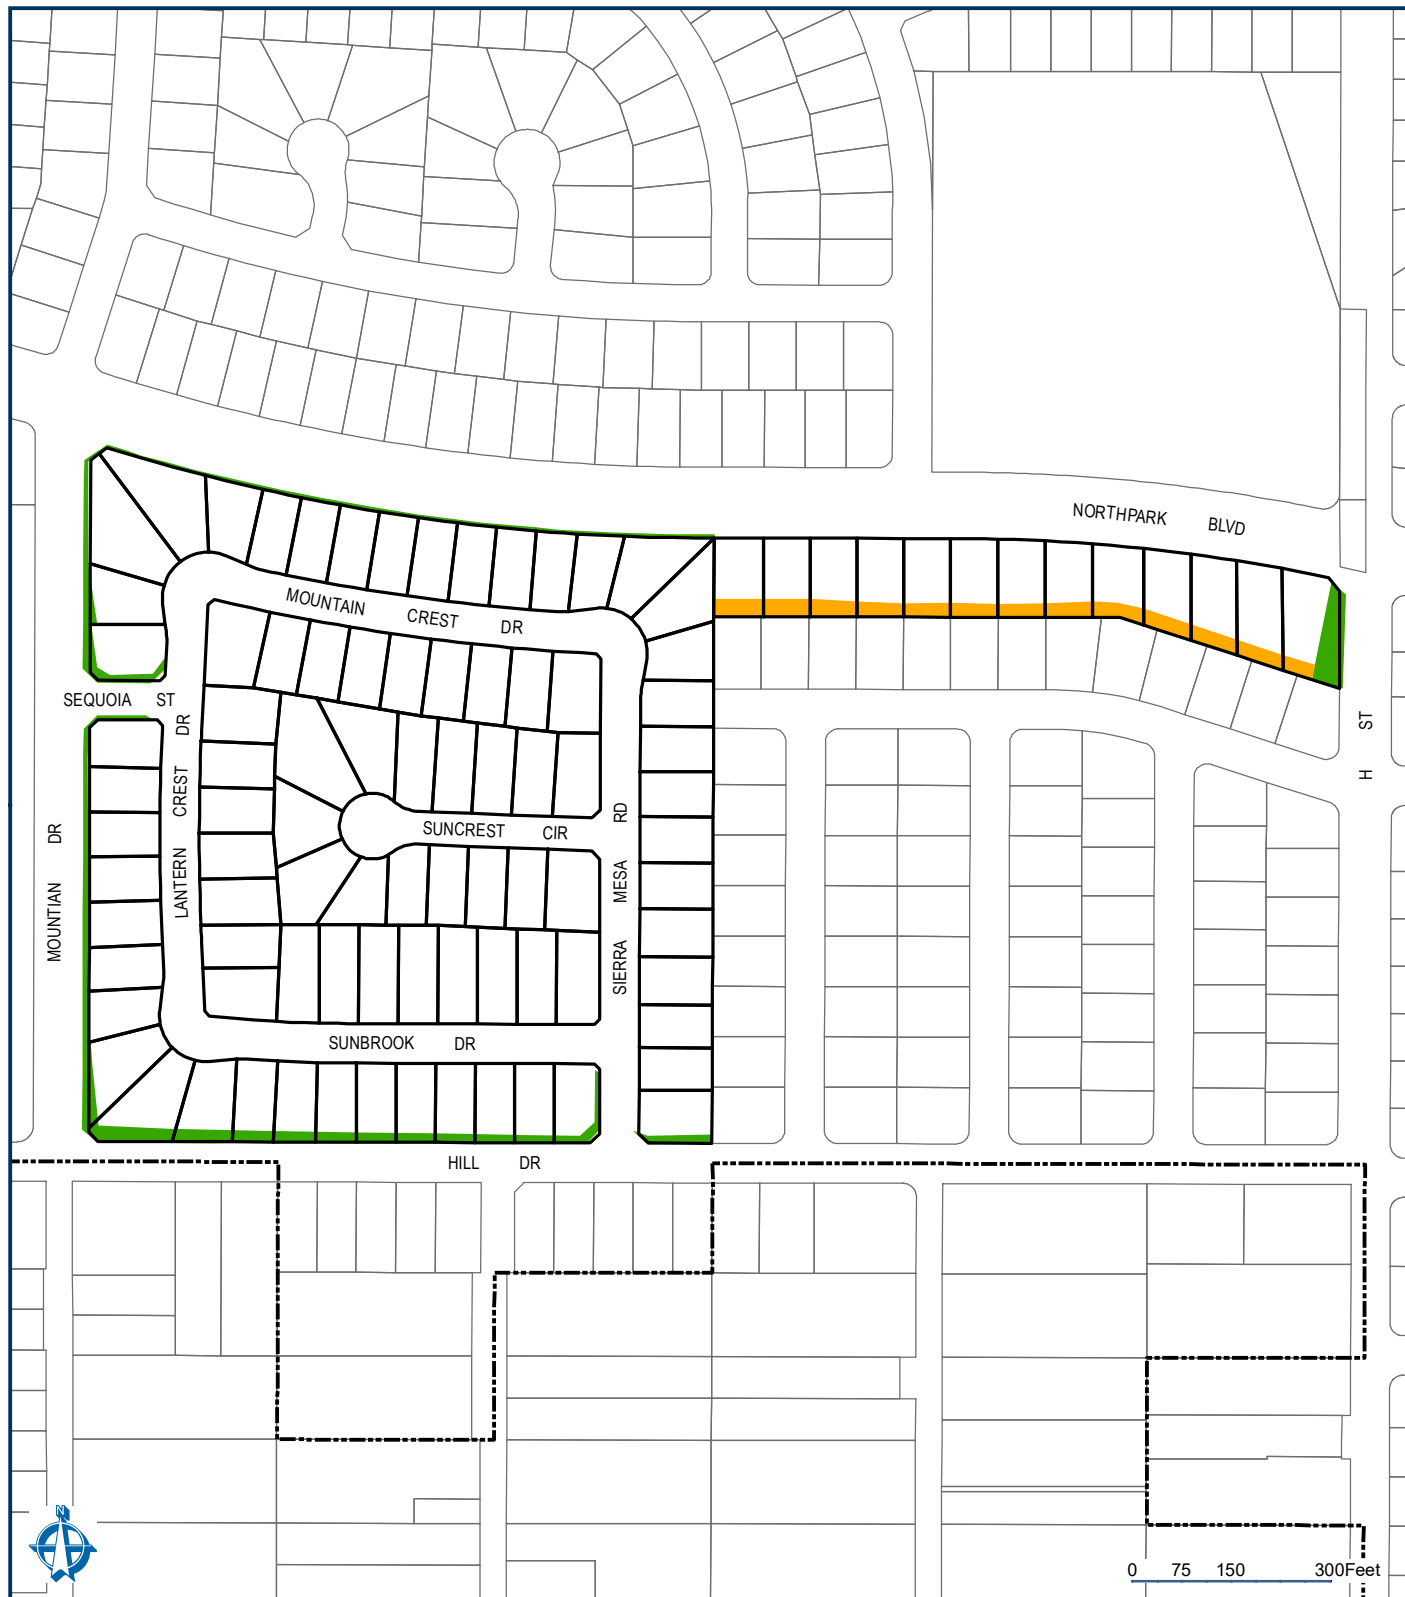 NORTHPARK BLVD
MOUNTAIN CREST DR
SEQUOIA ST
LANTERN CREST DR
MOUNTIAN DR
SUNCREST CIR
SIERRA MESA RD
H ST
SUNBROOK DR
HILL DR
N
0 75 150 300Feet